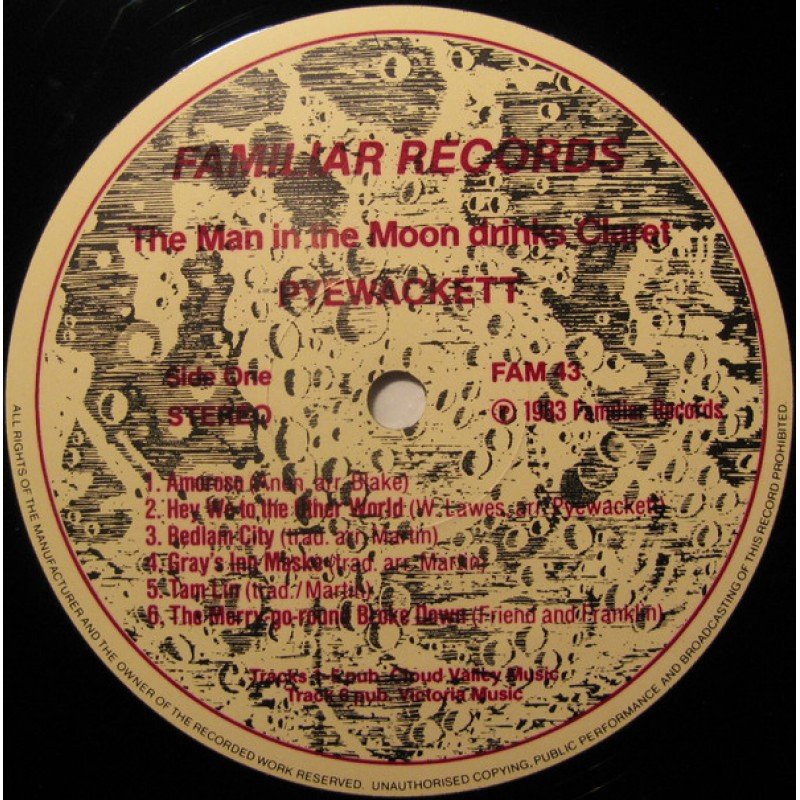 FAMILIAR RECORDS
The Man in the Moon drinks Claret
PYEWACKETT
Side One
STEREO
FAM 43
Ⓟ 1983 Familiar Records
1. Amoroso (Anon. arr. Blake)
2. Hey We to the Other World (W. Lawes, arr. Pyewackett)
3. Bedlam City (trad. arr. Martin)
4. Gray's Inn Maske (trad. arr. Martin)
5. Tam Lin (trad./Martin)
6. The Merry-go-round Broke Down (Friend and Franklin)
Tracks 1-5 pub. Cloud Valley Music
Track 6 pub. Victoria Music
ALL RIGHTS OF THE MANUFACTURER AND THE OWNER OF THE RECORDED WORK RESERVED. UNAUTHORISED COPYING, PUBLIC PERFORMANCE AND BROADCASTING OF THIS RECORD PROHIBITED